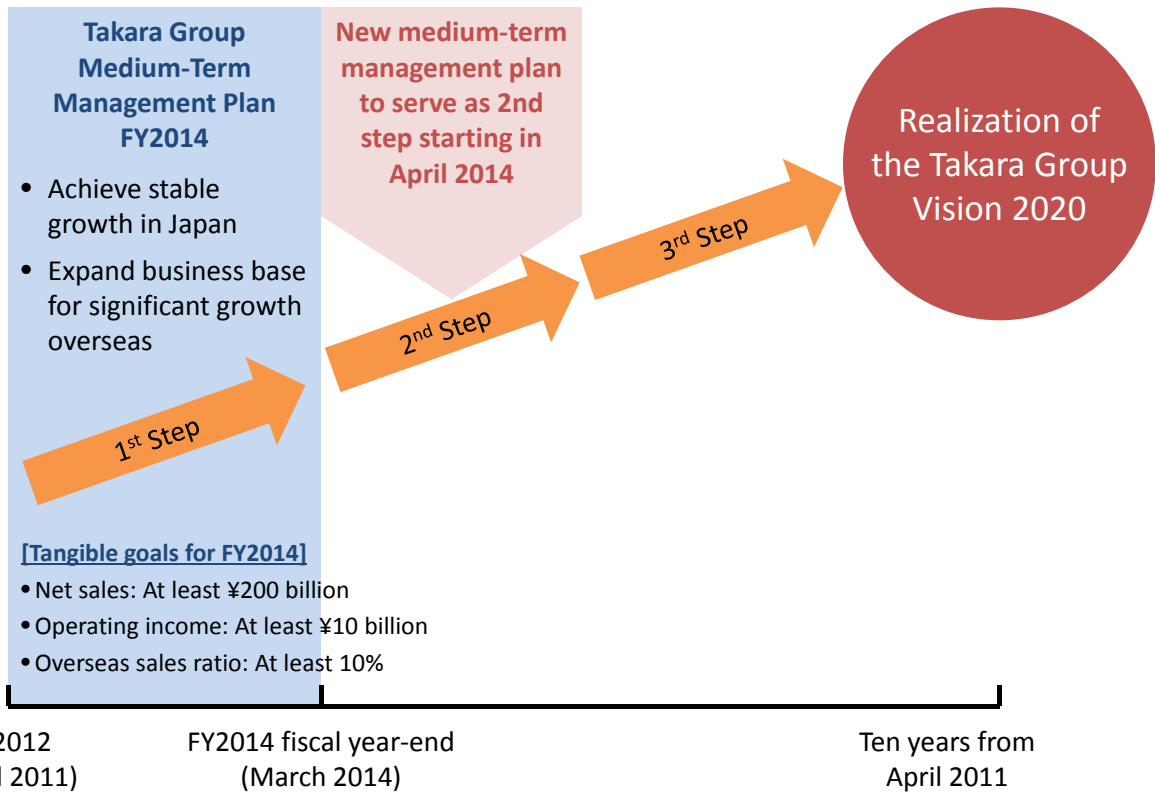 Takara Group
Medium-Term
Management Plan
FY2014
• Achieve stable
growth in Japan
• Expand business base
for significant growth
overseas
New medium-term
management plan
to serve as 2nd
step starting in
April 2014
Realization of
the Takara Group
Vision 2020
1st Step
2nd Step
3rd Step
[Tangible goals for FY2014]
• Net sales: At least ¥200 billion
• Operating income: At least ¥10 billion
• Overseas sales ratio: At least 10%
2012
2011)
FY2014 fiscal year-end
(March 2014)
Ten years from
April 2011